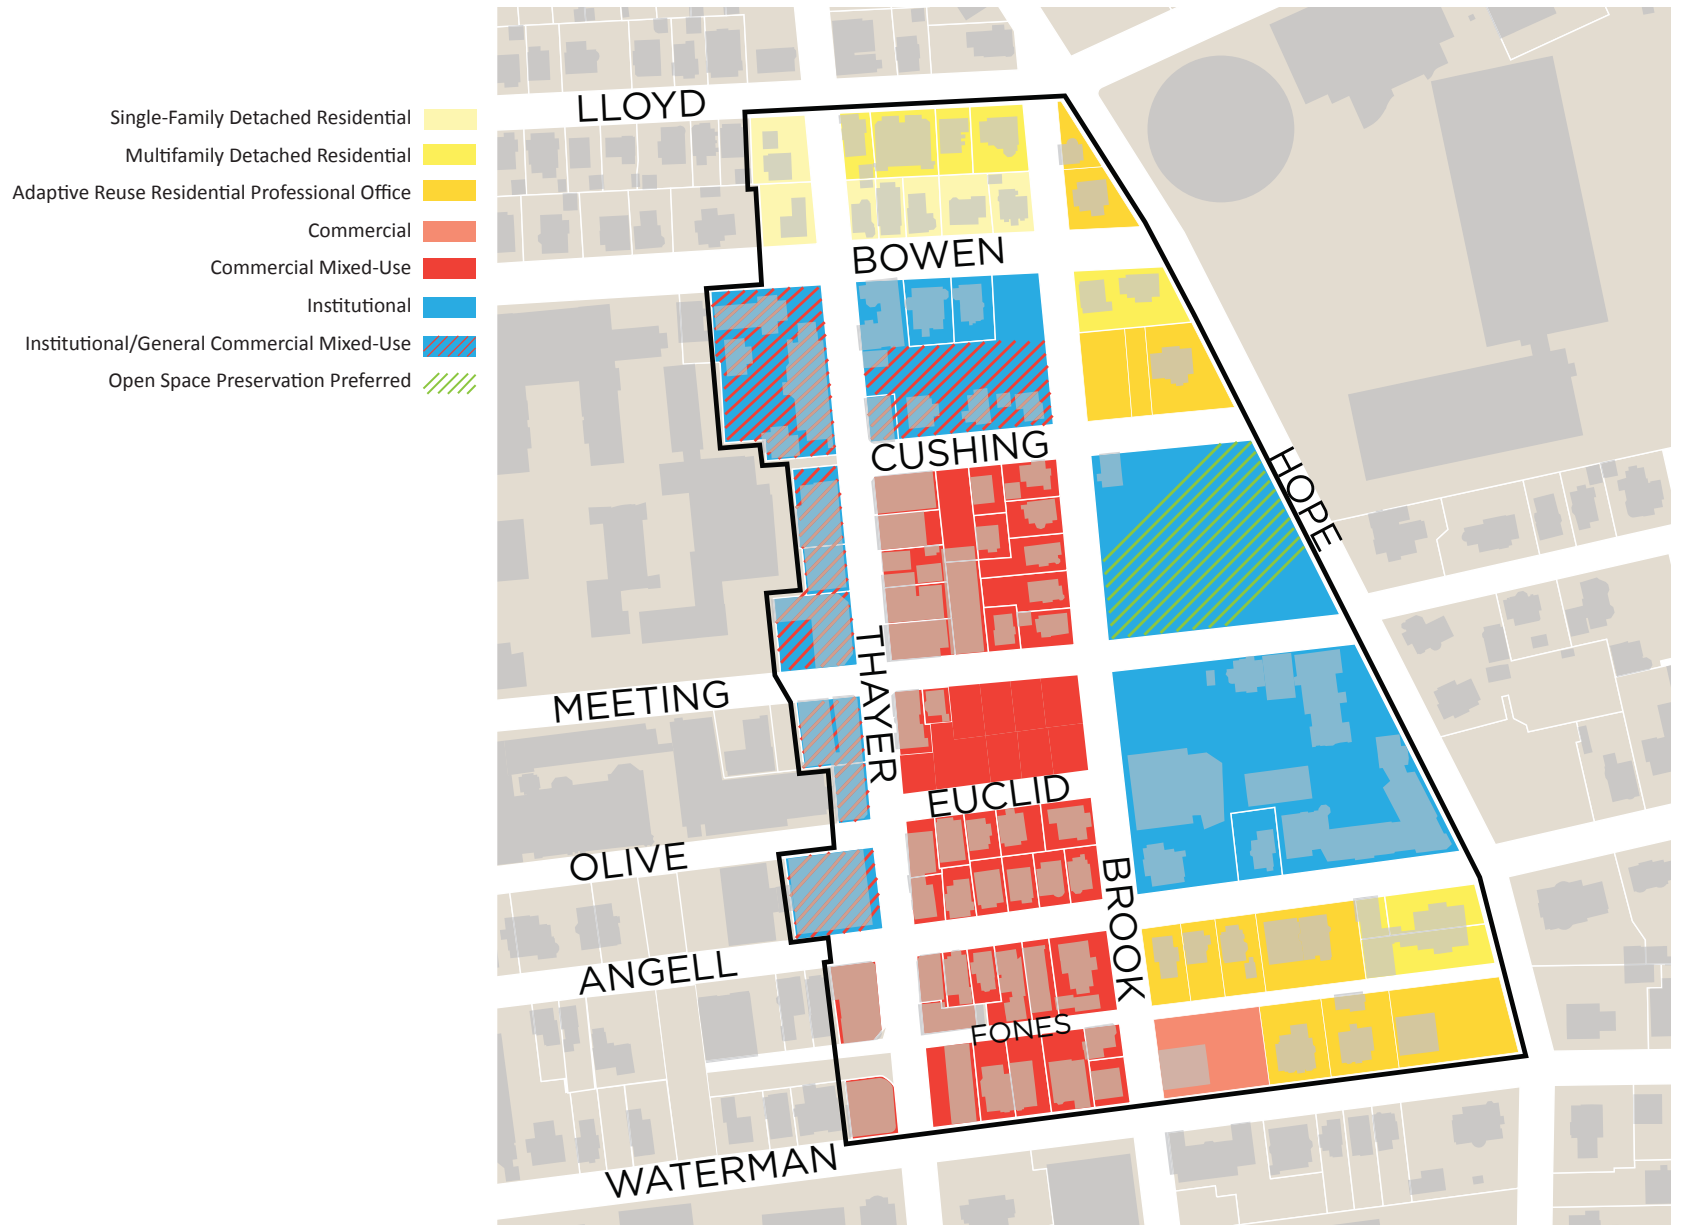 Single-Family Detached Residential
Multifamily Detached Residential
Adaptive Reuse Residential Professional Office
Commercial
Commercial Mixed-Use
Institutional
Institutional/General Commercial Mixed-Use
Open Space Preservation Preferred
LLOYD
BOWEN
CUSHING
HOPE
THAYER
MEETING
EUCLID
OLIVE
BROOK
ANGELL
FONES
WATERMAN